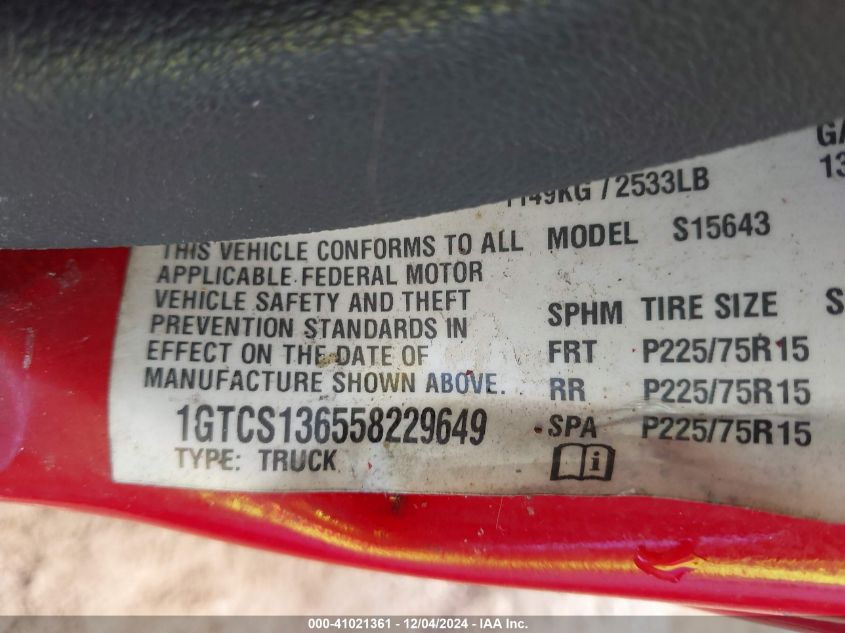 GA
13
1149KG / 2533LB
THIS VEHICLE CONFORMS TO ALL
APPLICABLE FEDERAL MOTOR
VEHICLE SAFETY AND THEFT
PREVENTION STANDARDS IN
EFFECT ON THE DATE OF
MANUFACTURE SHOWN ABOVE.
1GTCS136558229649
TYPE: TRUCK
MODEL S15643
SPHM TIRE SIZE S
FRT P225/75R15
RR P225/75R15
SPA P225/75R15
i
000-41021361 | 12/04/2024 - IAA Inc.